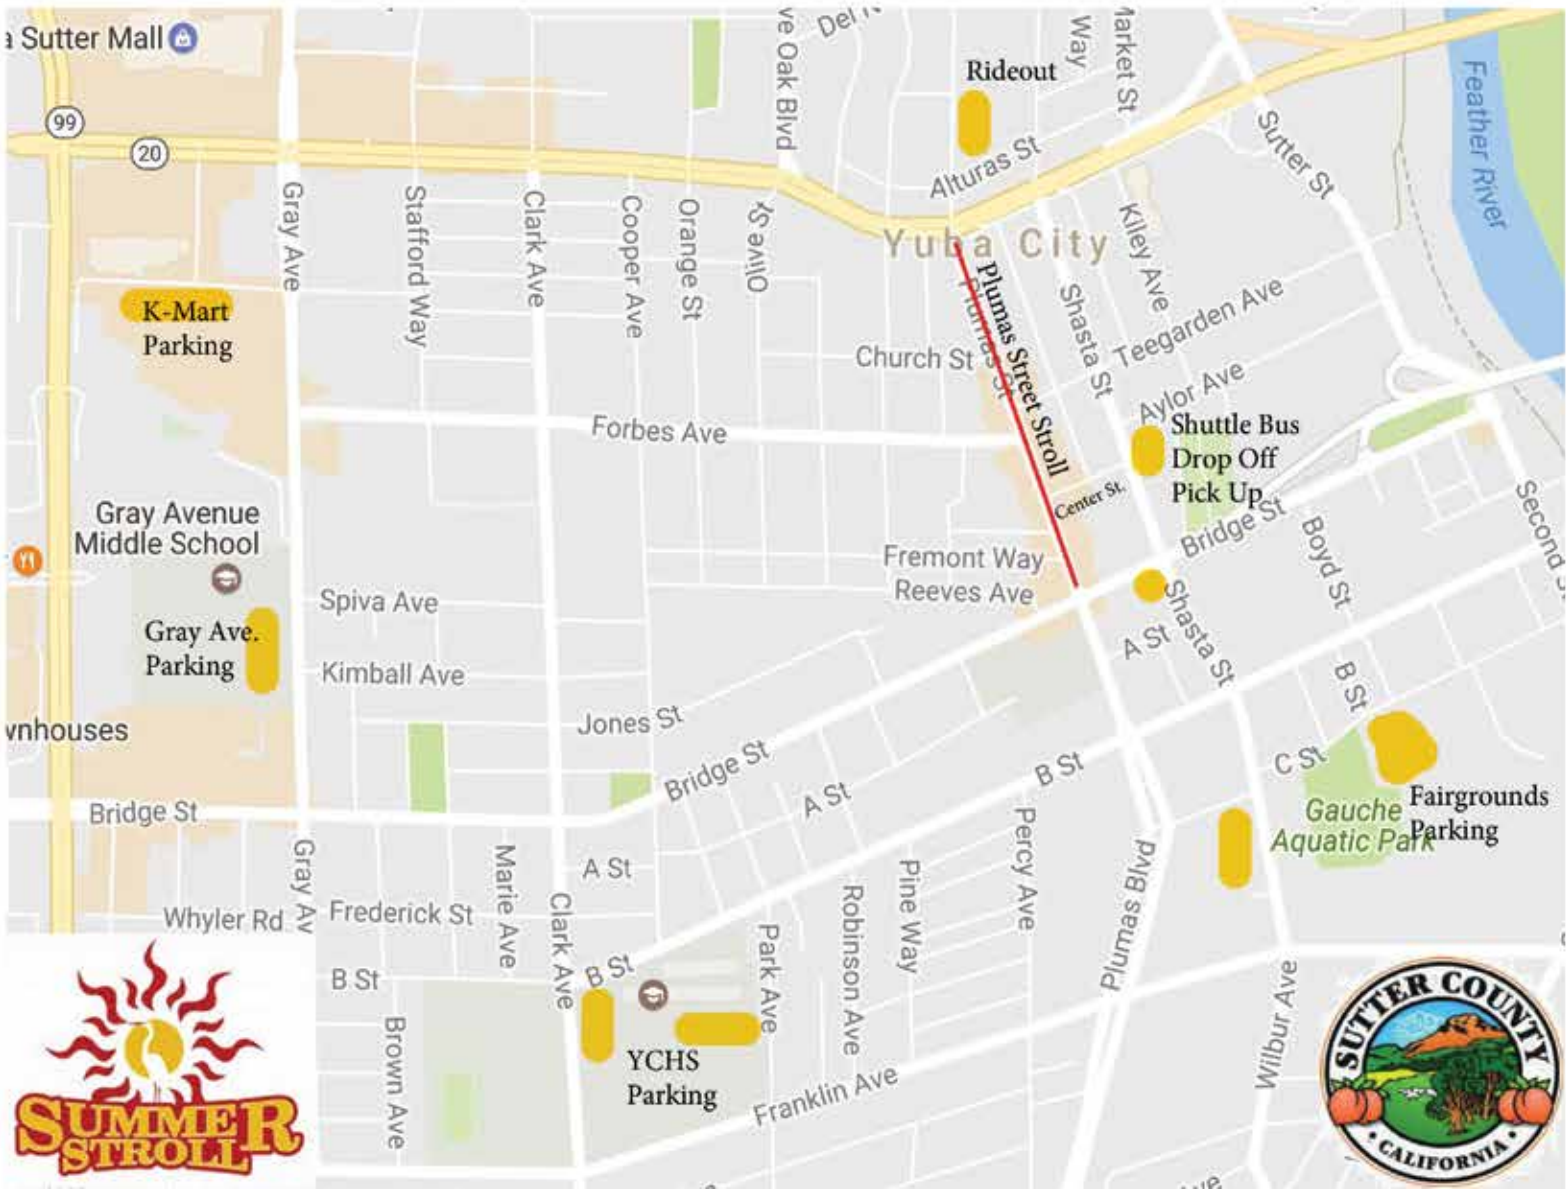 a Sutter Mall
99
20
ve Oak Blvd
Way
Market St
Rideout
Alturas St
Sutter St
Feather River
Gray Ave
Stafford Way
Clark Ave
Cooper Ave
Orange St
Olive St
Yuba City
Kiley Ave
Plumas Street Stroll
Plumas St
Shasta St
Teegarden Ave
K-Mart
Parking
Church St
Aylor Ave
Forbes Ave
Shuttle Bus
Drop Off
Pick Up
Center St.
Bridge St
Gray Avenue
Middle School
Fremont Way
Reeves Ave
Boyd St
Second S
Spiva Ave
Gray Ave.
Parking
Kimball Ave
A St
Shasta St
B St
wnhouses
Jones St
Bridge St
B St
C St
Bridge St
A St
Gauche
Aquatic Park
Fairgrounds
Parking
Gray Av
Marie Ave
A St
Percy Ave
Plumas Blvd
Pine Way
Robinson Ave
Whyler Rd
Frederick St
Clark Ave
Park Ave
B St
B St
Brown Ave
YCHS
Parking
Franklin Ave
Wilbur Ave
SUMMER
STROLL
SUTTER COUNTY
• CALIFORNIA •